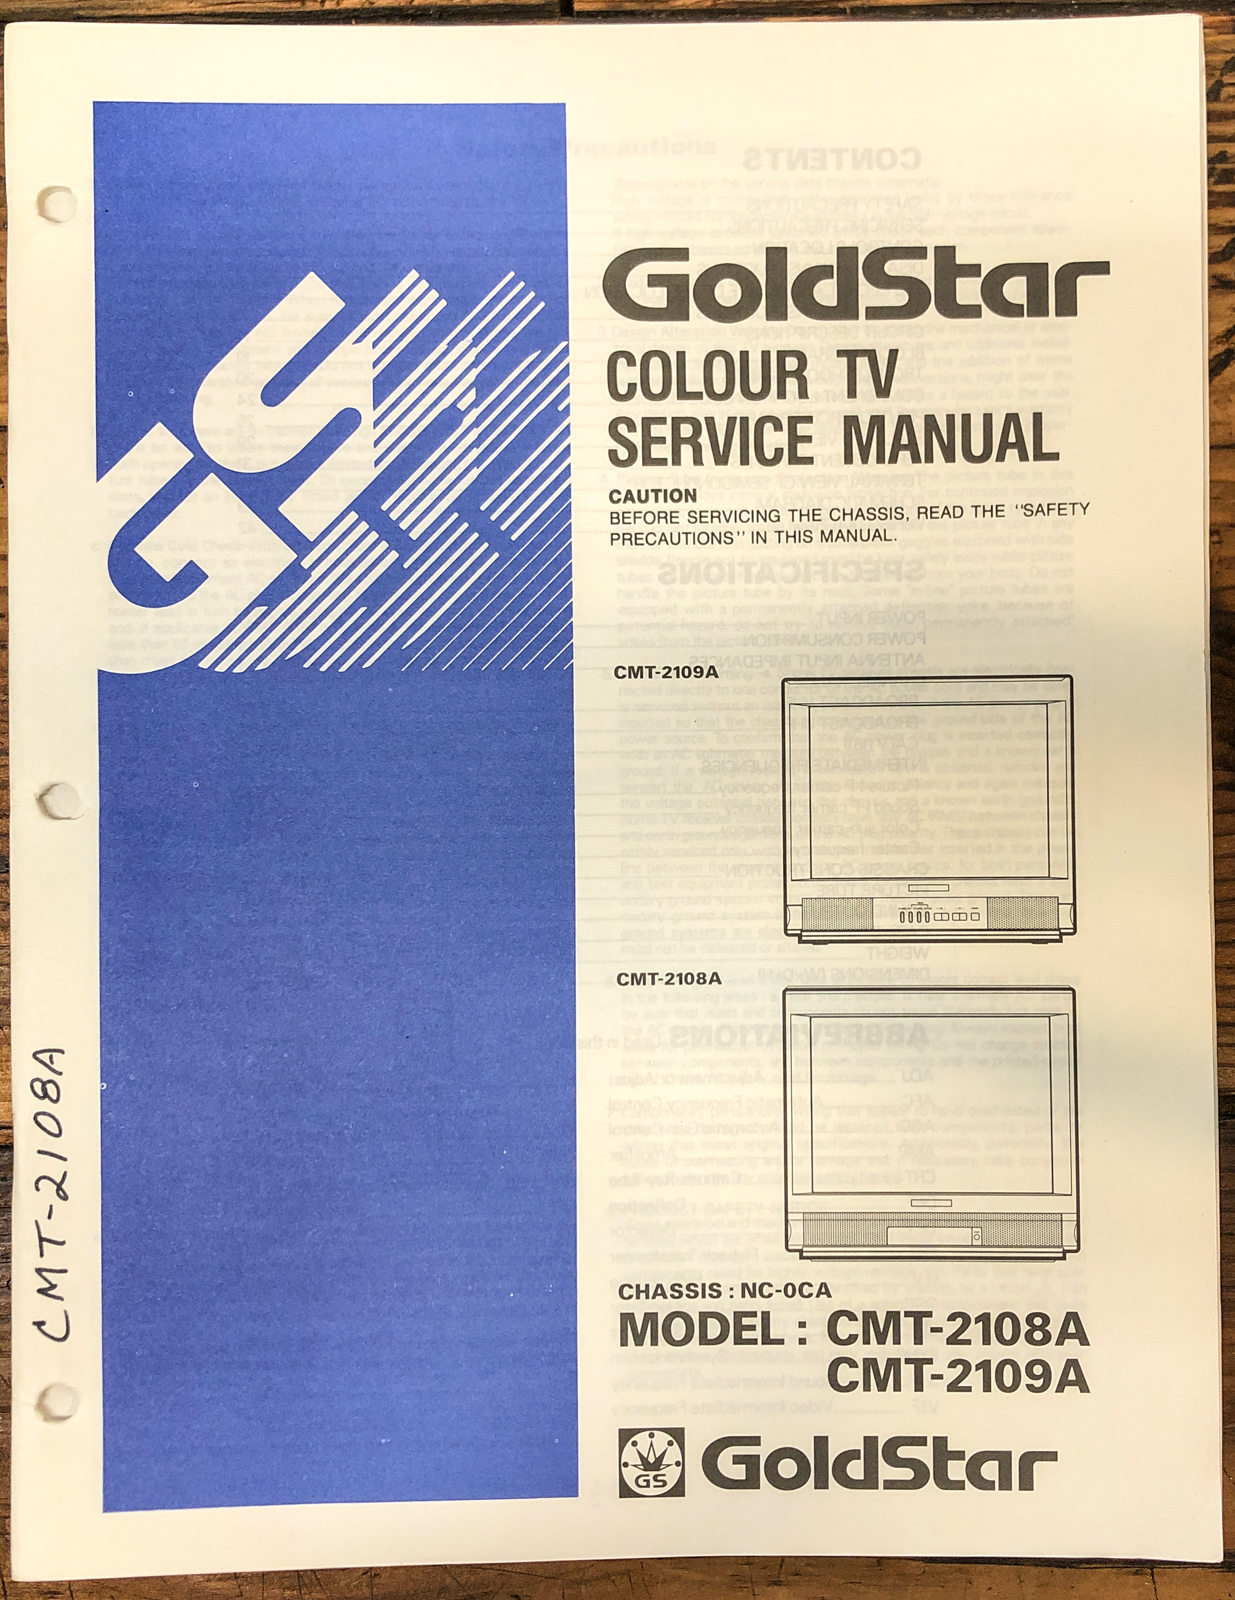 GoldStar
COLOUR TV
SERVICE MANUAL
CAUTION
BEFORE SERVICING THE CHASSIS, READ THE "SAFETY
PRECAUTIONS" IN THIS MANUAL.
CMT-2109A
CMT-2108A
CHASSIS : NC-0CA
MODEL : CMT-2108A
CMT-2109A
GS
GoldStar
CMT-2108A
GS